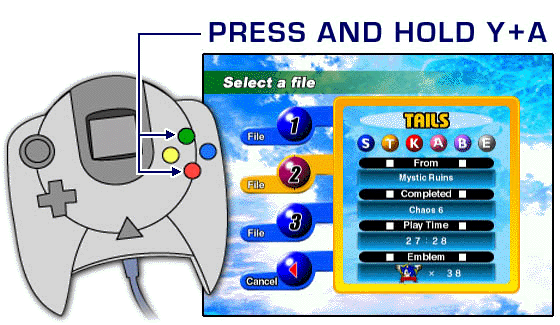 PRESS AND HOLD Y+A
Select a file
File 1
File 2
File 3
Cancel
TAILS
S T K A B E
From
Mystic Ruins
Completed
Chaos 6
Play Time
27:28
Emblem
× 38